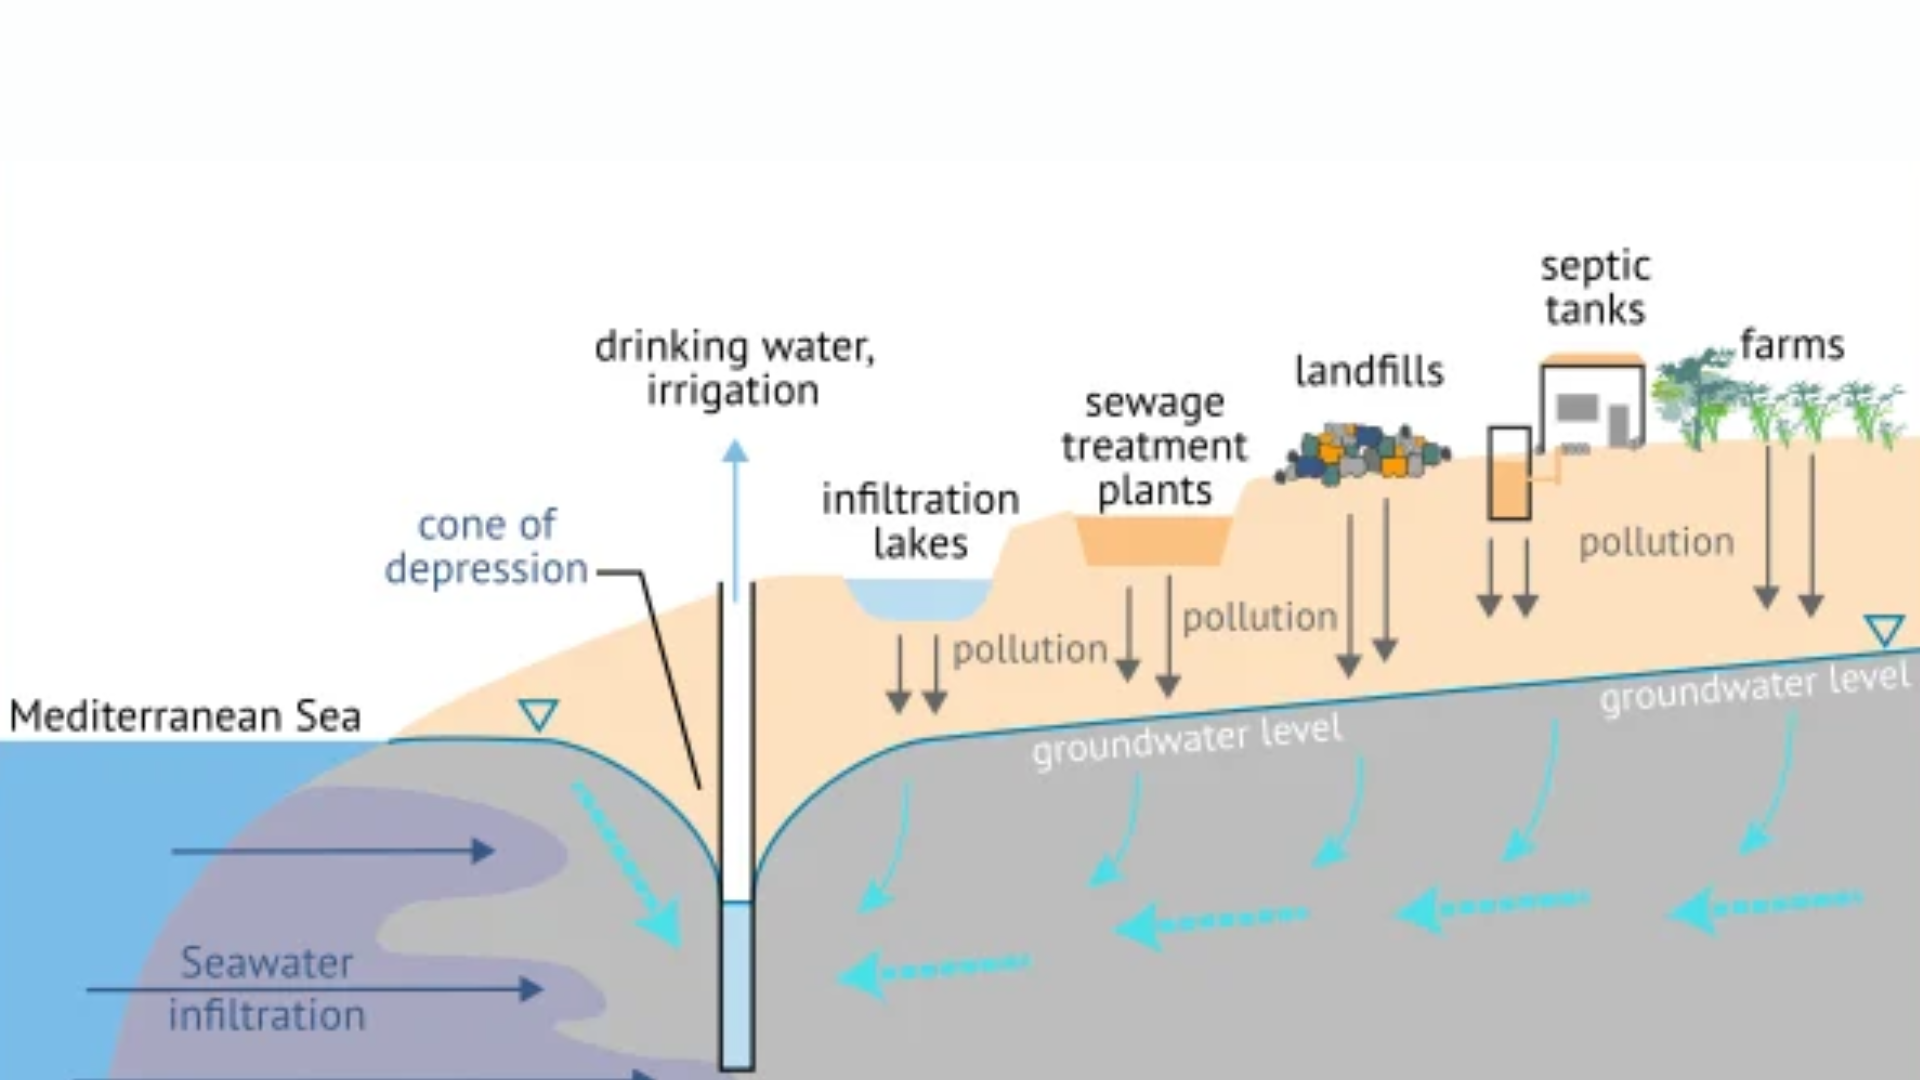 septic
tanks
farms
drinking water,
irrigation
landfills
sewage
treatment
plants
infiltration
lakes
cone of
depression
pollution
pollution
pollution
Mediterranean Sea
groundwater level
groundwater level
Seawater
infiltration